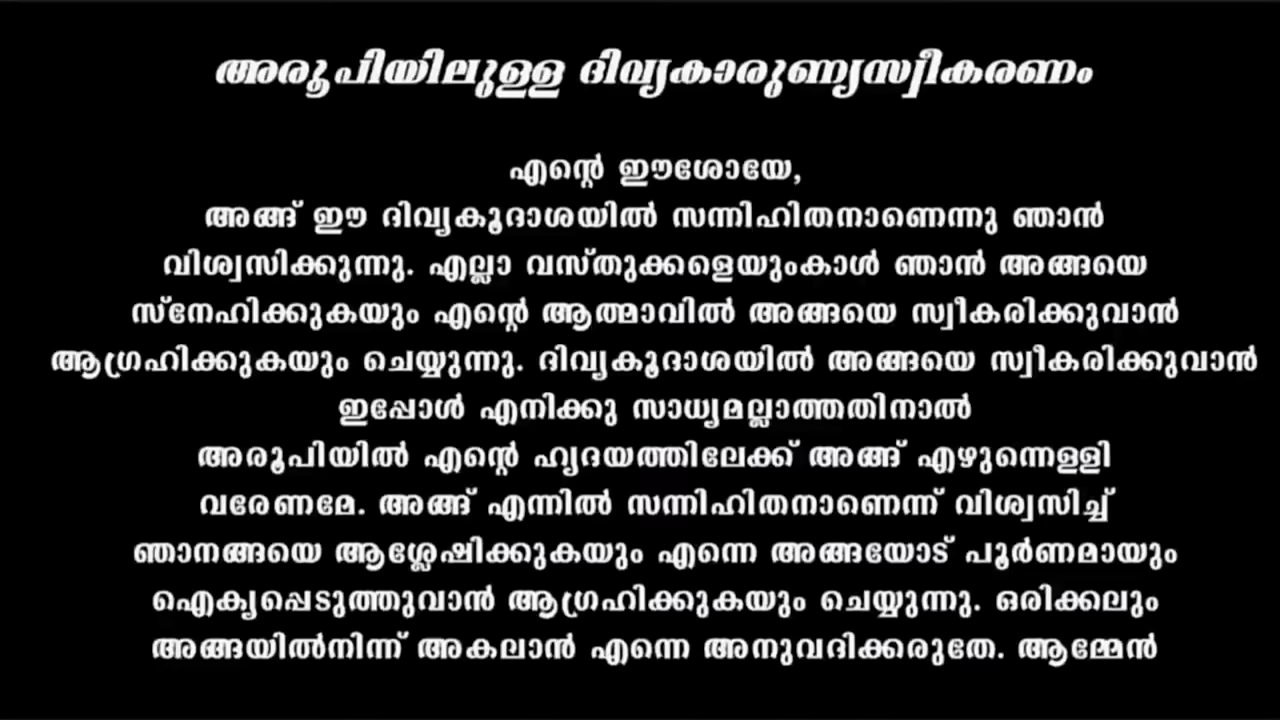 അരൂപിയിലുള്ള ദിവ്യകാരുണ്യസ്വീകരണം
എന്റെ ഈശോയേ,
അങ്ങ് ഈ ദിവ്യകൂദാശയിൽ സന്നിഹിതനാണെന്നു ഞാൻ
വിശ്വസിക്കുന്നു. എല്ലാ വസ്തുക്കളെയുംകാൾ ഞാൻ അങ്ങയെ
സ്നേഹിക്കുകയും എന്റെ ആത്മാവിൽ അങ്ങയെ സ്വീകരിക്കുവാൻ
ആഗ്രഹിക്കുകയും ചെയ്യുന്നു. ദിവ്യകൂദാശയിൽ അങ്ങയെ സ്വീകരിക്കുവാൻ
ഇപ്പോൾ എനിക്കു സാധ്യമല്ലാത്തതിനാൽ
അരൂപിയിൽ എന്റെ ഹൃദയത്തിലേക്ക് അങ്ങ് എഴുന്നെള്ളി
വരേണമേ. അങ്ങ് എന്നിൽ സന്നിഹിതനാണെന്ന് വിശ്വസിച്ച്
ഞാനങ്ങയെ ആശ്ലേഷിക്കുകയും എന്നെ അങ്ങയോട് പൂർണമായും
ഐക്യപ്പെടുത്തുവാൻ ആഗ്രഹിക്കുകയും ചെയ്യുന്നു. ഒരിക്കലും
അങ്ങയിൽനിന്ന് അകലാൻ എന്നെ അനുവദിക്കരുതേ. ആമ്മേൻ